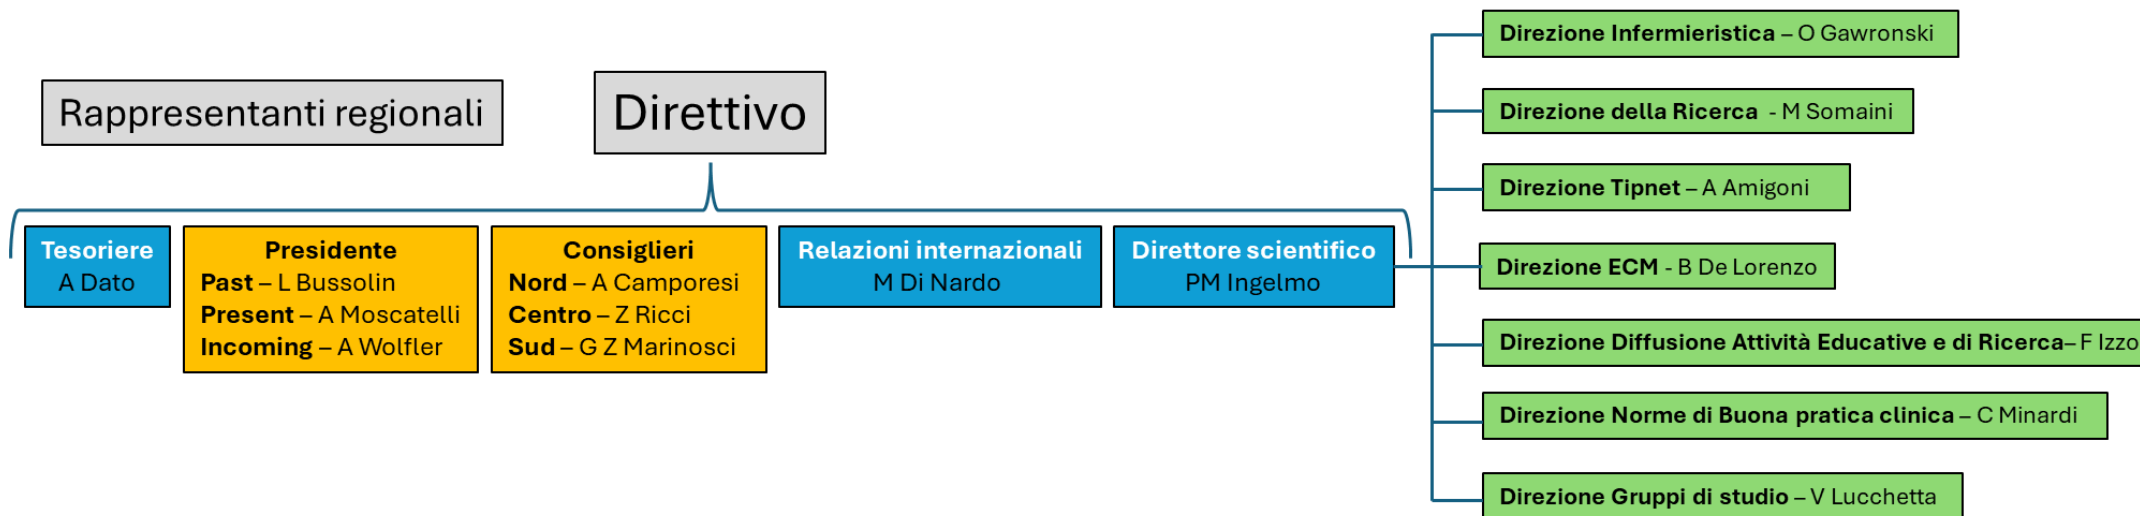 Rappresentanti regionali
Direttivo
Tesoriere
A Dato
Presidente
Past – L Bussolin
Present – A Moscatelli
Incoming – A Wolfler
Consiglieri
Nord – A Camporesi
Centro – Z Ricci
Sud – G Z Marinosci
Relazioni internazionali
M Di Nardo
Direttore scientifico
PM Ingelmo
Direzione Infermieristica – O Gawronski
Direzione della Ricerca - M Somaini
Direzione Tipnet – A Amigoni
Direzione ECM - B De Lorenzo
Direzione Diffusione Attività Educative e di Ricerca– F Izzo
Direzione Norme di Buona pratica clinica – C Minardi
Direzione Gruppi di studio – V Lucchetta